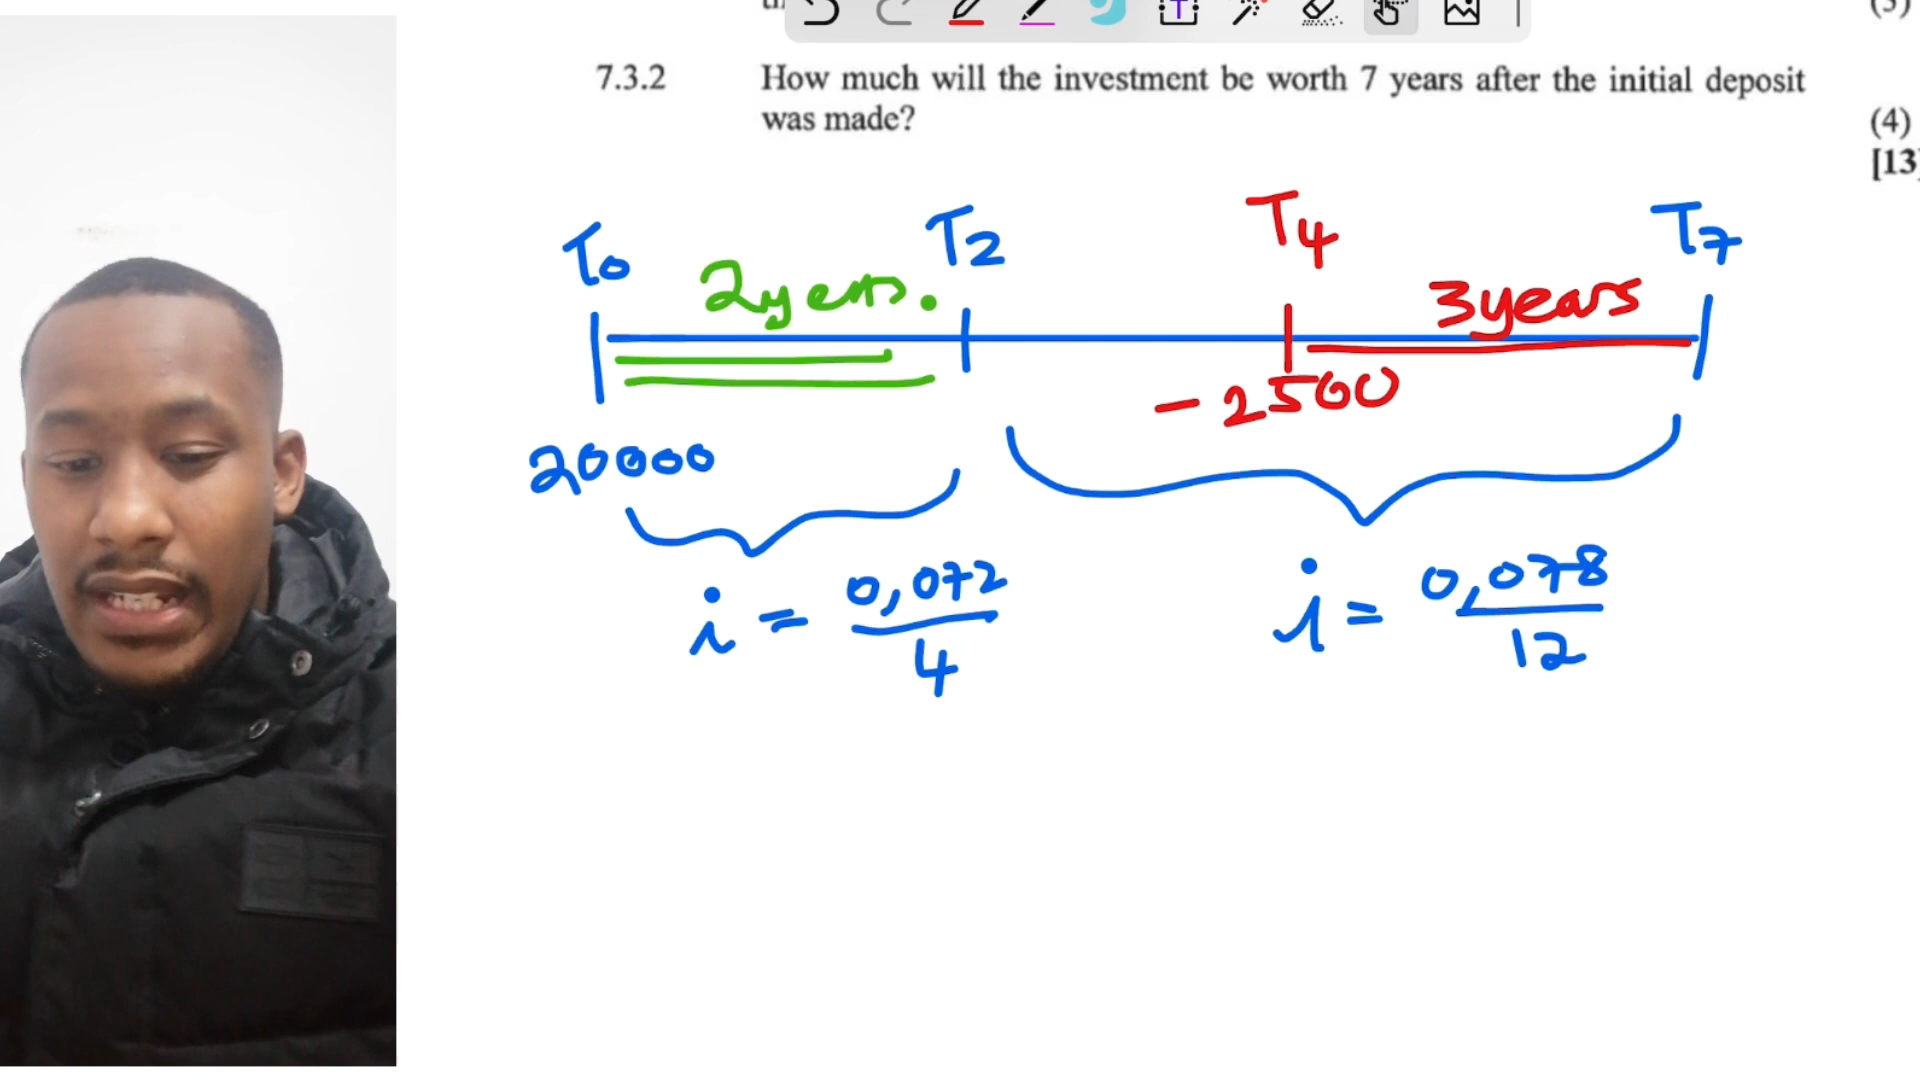 (3)
7.3.2 How much will the investment be worth 7 years after the initial deposit
was made?
(4)
[13]
T0 T2 T4 T7
2years. 3years
-2500
20000
i = 0,072/4
i = 0,078/12